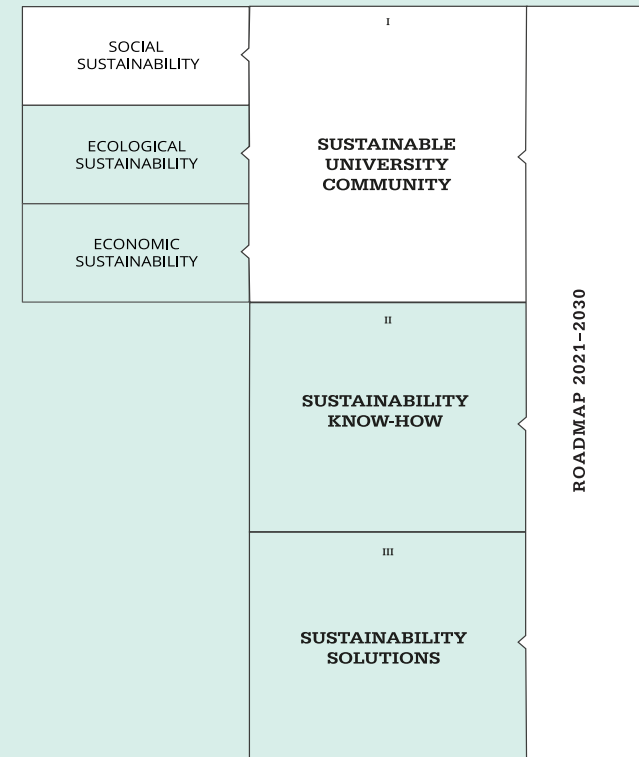 SOCIAL
SUSTAINABILITY
ECOLOGICAL
SUSTAINABILITY
ECONOMIC
SUSTAINABILITY
I
SUSTAINABLE
UNIVERSITY
COMMUNITY
II
SUSTAINABILITY
KNOW-HOW
III
SUSTAINABILITY
SOLUTIONS
ROADMAP 2021–2030